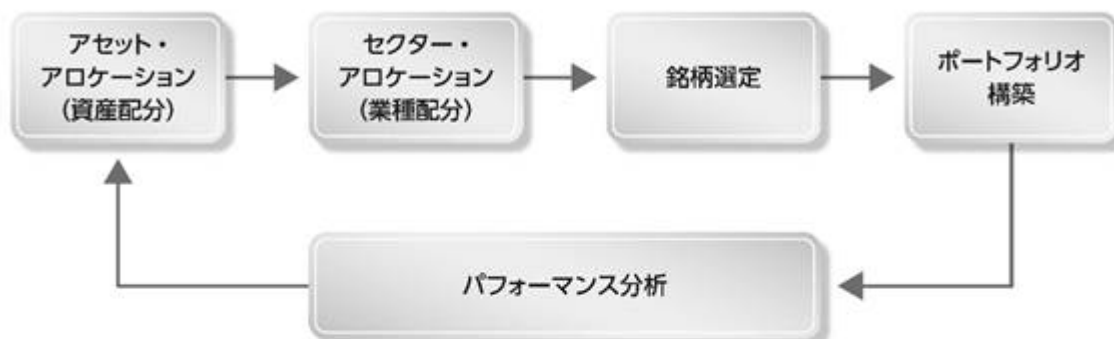 アセット・
アロケーション
（資産配分）
セクター・
アロケーション
（業種配分）
銘柄選定
ポートフォリオ
構築
パフォーマンス分析